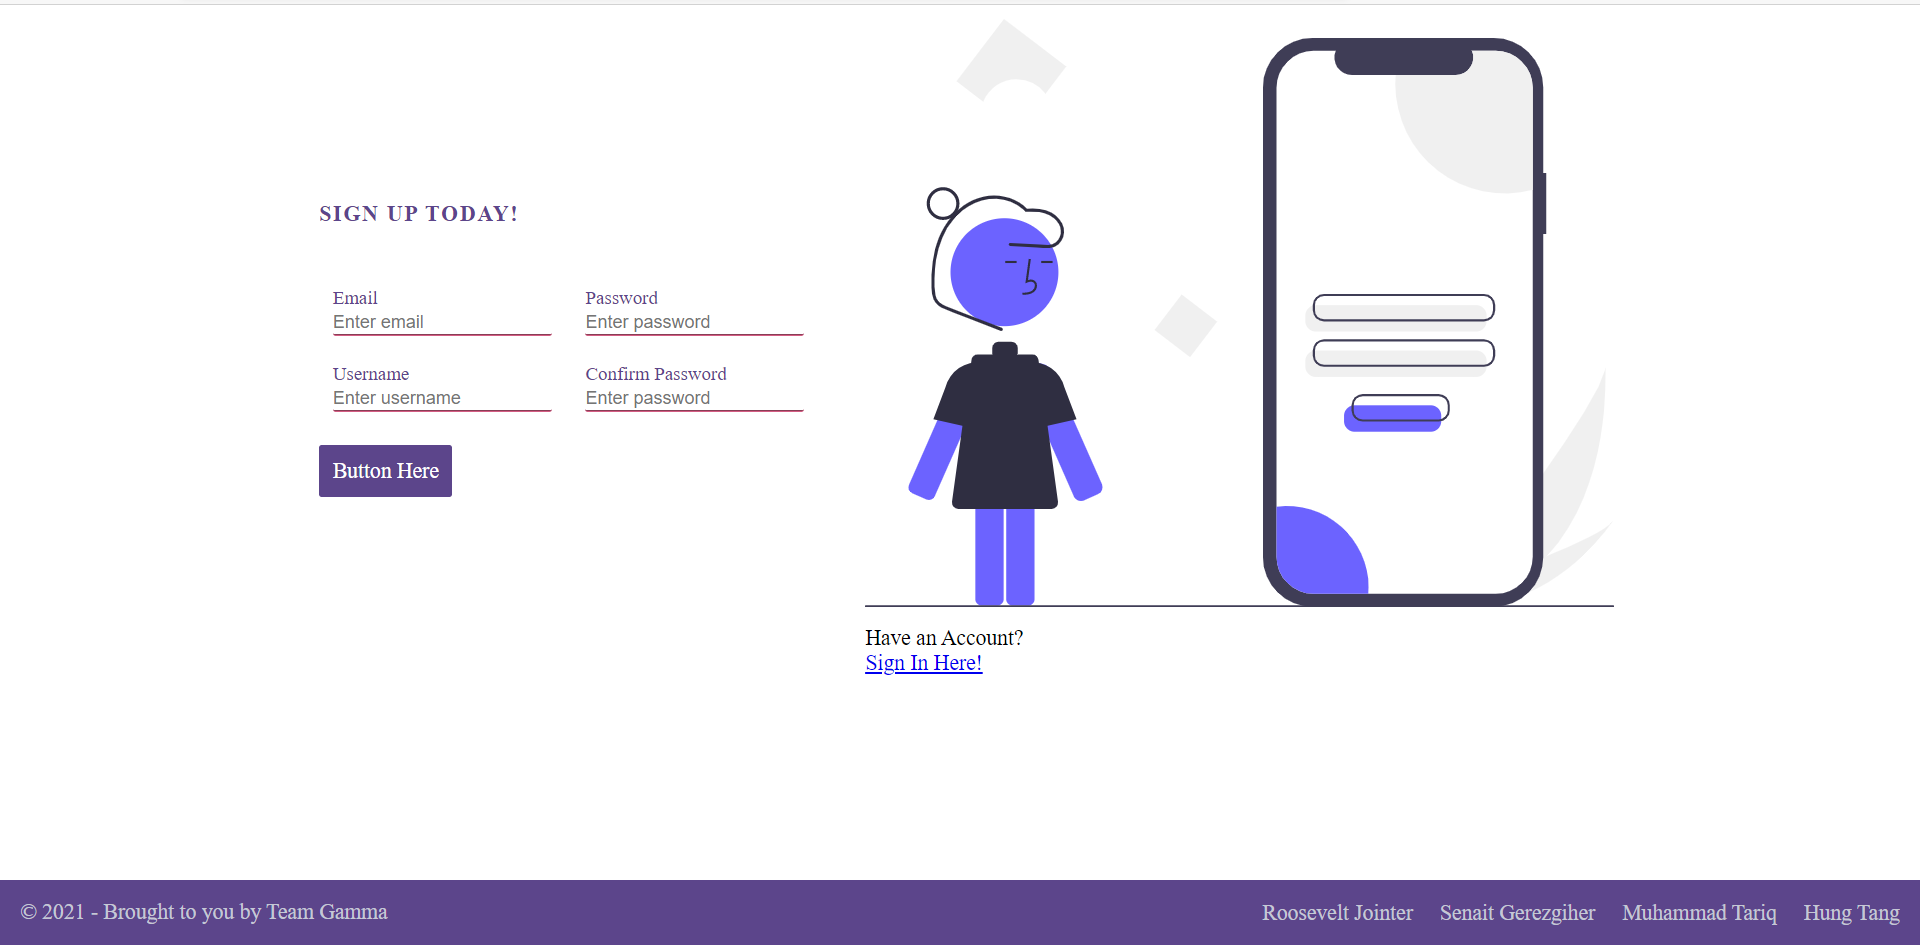 SIGN UP TODAY!
Email
Enter email
Password
Enter password
Username
Enter username
Confirm Password
Enter password
Button Here
Have an Account?
Sign In Here!
© 2021 - Brought to you by Team Gamma
Roosevelt Jointer Senait Gerezgiher Muhammad Tariq Hung Tang